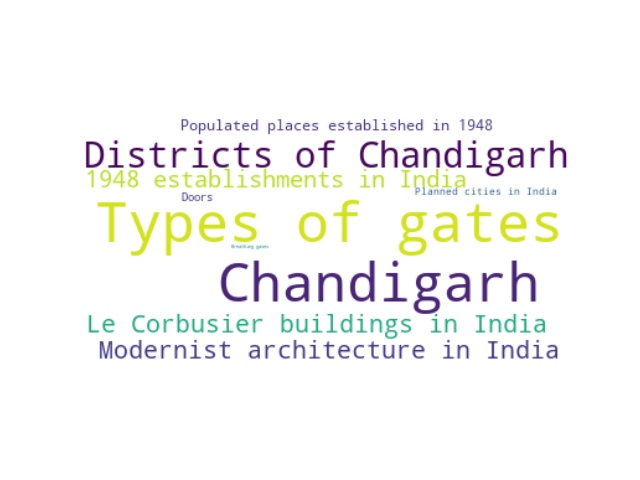 Populated places established in 1948
Districts of Chandigarh
1948 establishments in India
Planned cities in India
Doors
Types of gates
Chandigarh
Le Corbusier buildings in India
Modernist architecture in India